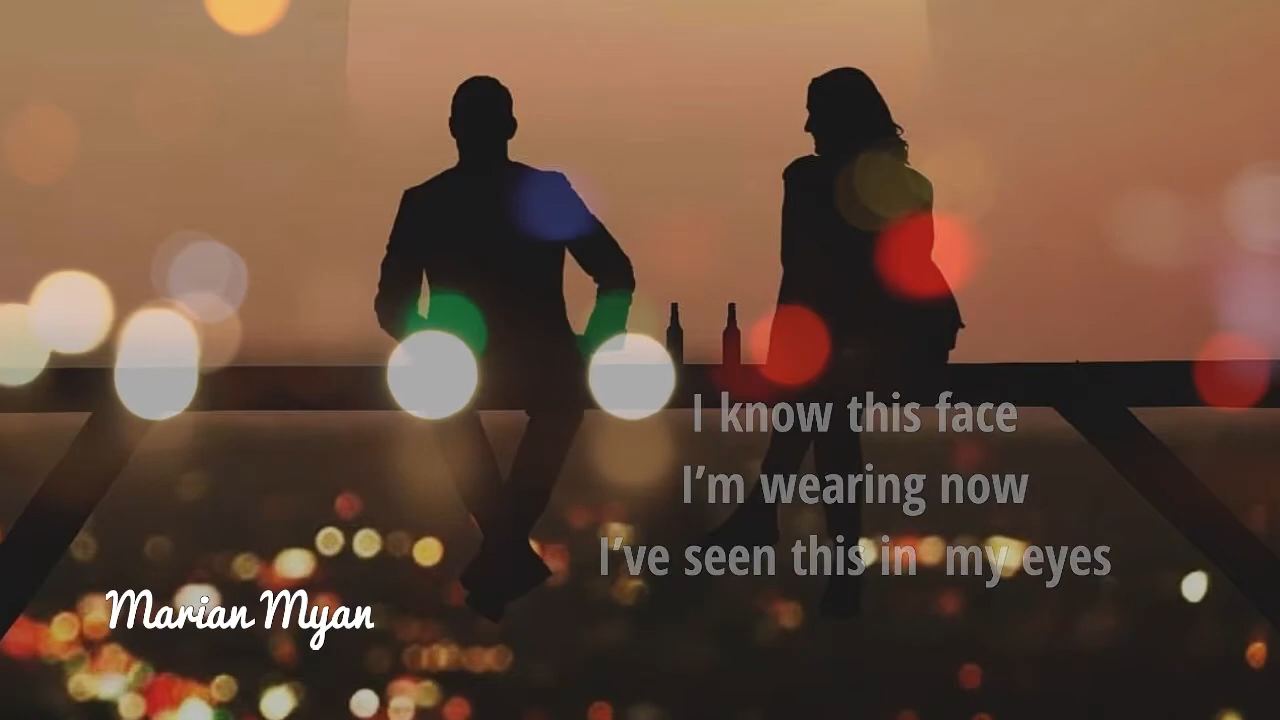 I know this face
I’m wearing now
I’ve seen this in  my eyes
Marian Myan